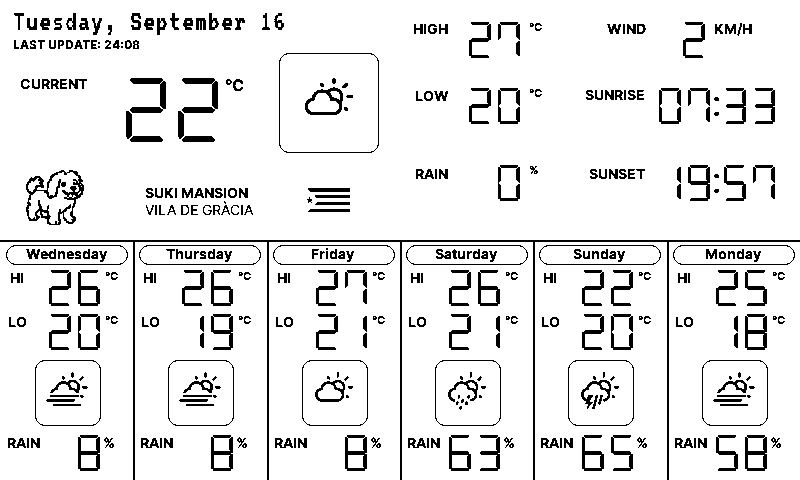 Tuesday, September 16
LAST UPDATE: 24:08
CURRENT 22 °C
HIGH 27 °C
WIND 2 KM/H
LOW 20 °C
SUNRISE 07:33
RAIN 0 %
SUNSET 19:57
SUKI MANSION
VILA DE GRÀCIA
Wednesday
HI 26 °C
LO 20 °C
RAIN 8 %
Thursday
HI 26 °C
LO 19 °C
RAIN 8 %
Friday
HI 27 °C
LO 21 °C
RAIN 8 %
Saturday
HI 26 °C
LO 21 °C
RAIN 63 %
Sunday
HI 22 °C
LO 20 °C
RAIN 65 %
Monday
HI 25 °C
LO 18 °C
RAIN 58 %